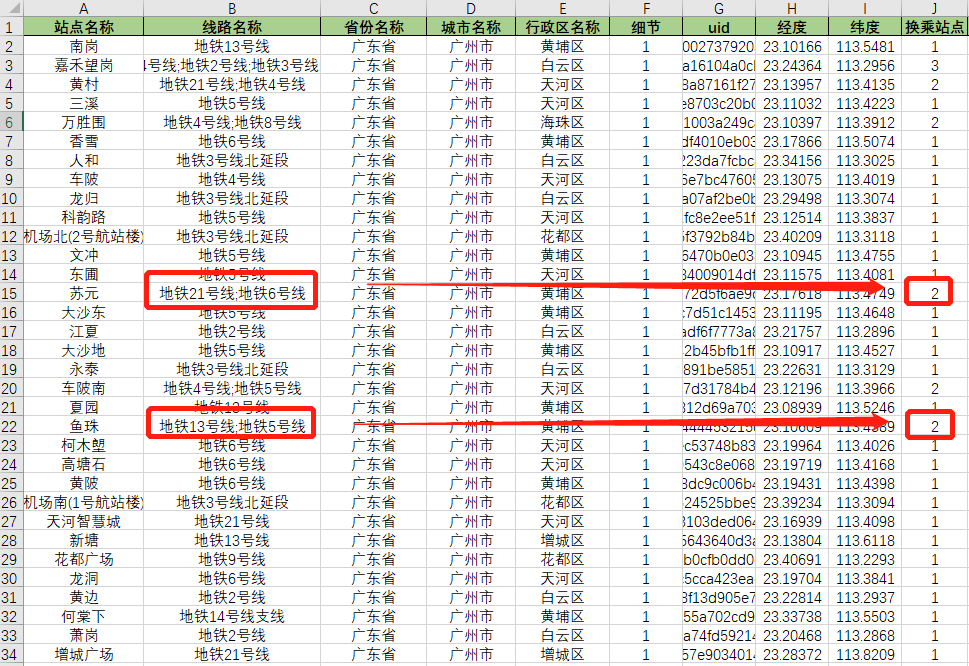 A B C D E F G H I J
1 站点名称 线路名称 省份名称 城市名称 行政区名称 细节 uid 经度 纬度 换乘站点
2 南岗 地铁13号线 广东省 广州市 黄埔区 1 002737920 23.10166 113.5481 1
3 嘉禾望岗 号线;地铁2号线;地铁3号线 广东省 广州市 白云区 1 a16104a0c 23.24364 113.2956 3
4 黄村 地铁21号线;地铁4号线 广东省 广州市 天河区 1 8a87161f27 23.13957 113.4135 2
5 三溪 地铁5号线 广东省 广州市 天河区 1 e8703c20b0 23.11032 113.4223 1
6 万胜围 地铁4号线;地铁8号线 广东省 广州市 海珠区 1 1003a249c 23.10397 113.3912 2
7 香雪 地铁6号线 广东省 广州市 黄埔区 1 df4010eb03 23.17866 113.5074 1
8 人和 地铁3号线北延段 广东省 广州市 白云区 1 223da7fcbc 23.34156 113.3025 1
9 车陂 地铁4号线 广东省 广州市 天河区 1 6e7bc47605 23.13075 113.4019 1
10 龙归 地铁3号线北延段 广东省 广州市 白云区 1 a07af2be0b 23.29498 113.3074 1
11 科韵路 地铁5号线 广东省 广州市 天河区 1 fc8e2ee51f 23.12514 113.3837 1
12 机场北(2号航站楼) 地铁3号线北延段 广东省 广州市 花都区 1 f3792b84b 23.40209 113.3118 1
13 文冲 地铁5号线 广东省 广州市 黄埔区 1 6470b0e03 23.10945 113.4755 1
14 东圃 地铁5号线 广东省 广州市 天河区 1 84009014df 23.11575 113.4081 1
15 苏元 地铁21号线;地铁6号线 广东省 广州市 黄埔区 1 72d5f6ae9 23.17618 113.4749 2
16 大沙东 地铁5号线 广东省 广州市 黄埔区 1 7d51c1453 23.11195 113.4648 1
17 江夏 地铁2号线 广东省 广州市 白云区 1 adf6f7773a 23.21757 113.2896 1
18 大沙地 地铁5号线 广东省 广州市 黄埔区 1 2b45bfb1ff 23.10917 113.4527 1
19 永泰 地铁3号线北延段 广东省 广州市 白云区 1 891be5851 23.22631 113.3129 1
20 车陂南 地铁4号线;地铁5号线 广东省 广州市 天河区 1 7d31784b4 23.12196 113.3966 2
21 夏园 地铁13号线 广东省 广州市 黄埔区 1 312d69a703 23.08939 113.5246 1
22 鱼珠 地铁13号线;地铁5号线 广东省 广州市 黄埔区 1 2
23 柯木塱 地铁6号线 广东省 广州市 天河区 1 c53748b83 23.19964 113.4026 1
24 高塘石 地铁6号线 广东省 广州市 天河区 1 543c8e068 23.19719 113.4168 1
25 黄陂 地铁6号线 广东省 广州市 黄埔区 1 3dc9c006b4 23.19431 113.4398 1
26 机场南(1号航站楼) 地铁3号线北延段 广东省 广州市 花都区 1 24525bbe9 23.39234 113.3094 1
27 天河智慧城 地铁21号线 广东省 广州市 天河区 1 3103ded064 23.16939 113.4098 1
28 新塘 地铁13号线 广东省 广州市 增城区 1 5643640d3 23.13804 113.6118 1
29 花都广场 地铁9号线 广东省 广州市 花都区 1 b0cfb0dd0 23.40691 113.2293 1
30 龙洞 地铁6号线 广东省 广州市 天河区 1 5cca423ea 23.19704 113.3841 1
31 黄边 地铁2号线 广东省 广州市 白云区 1 8f13d905e7 23.22814 113.2937 1
32 何棠下 地铁14号线支线 广东省 广州市 黄埔区 1 55a702cd9 23.33738 113.5503 1
33 萧岗 地铁2号线 广东省 广州市 白云区 1 a74fd59214 23.20468 113.2868 1
34 增城广场 地铁21号线 广东省 广州市 增城区 1 57e903401 23.28372 113.8209 1